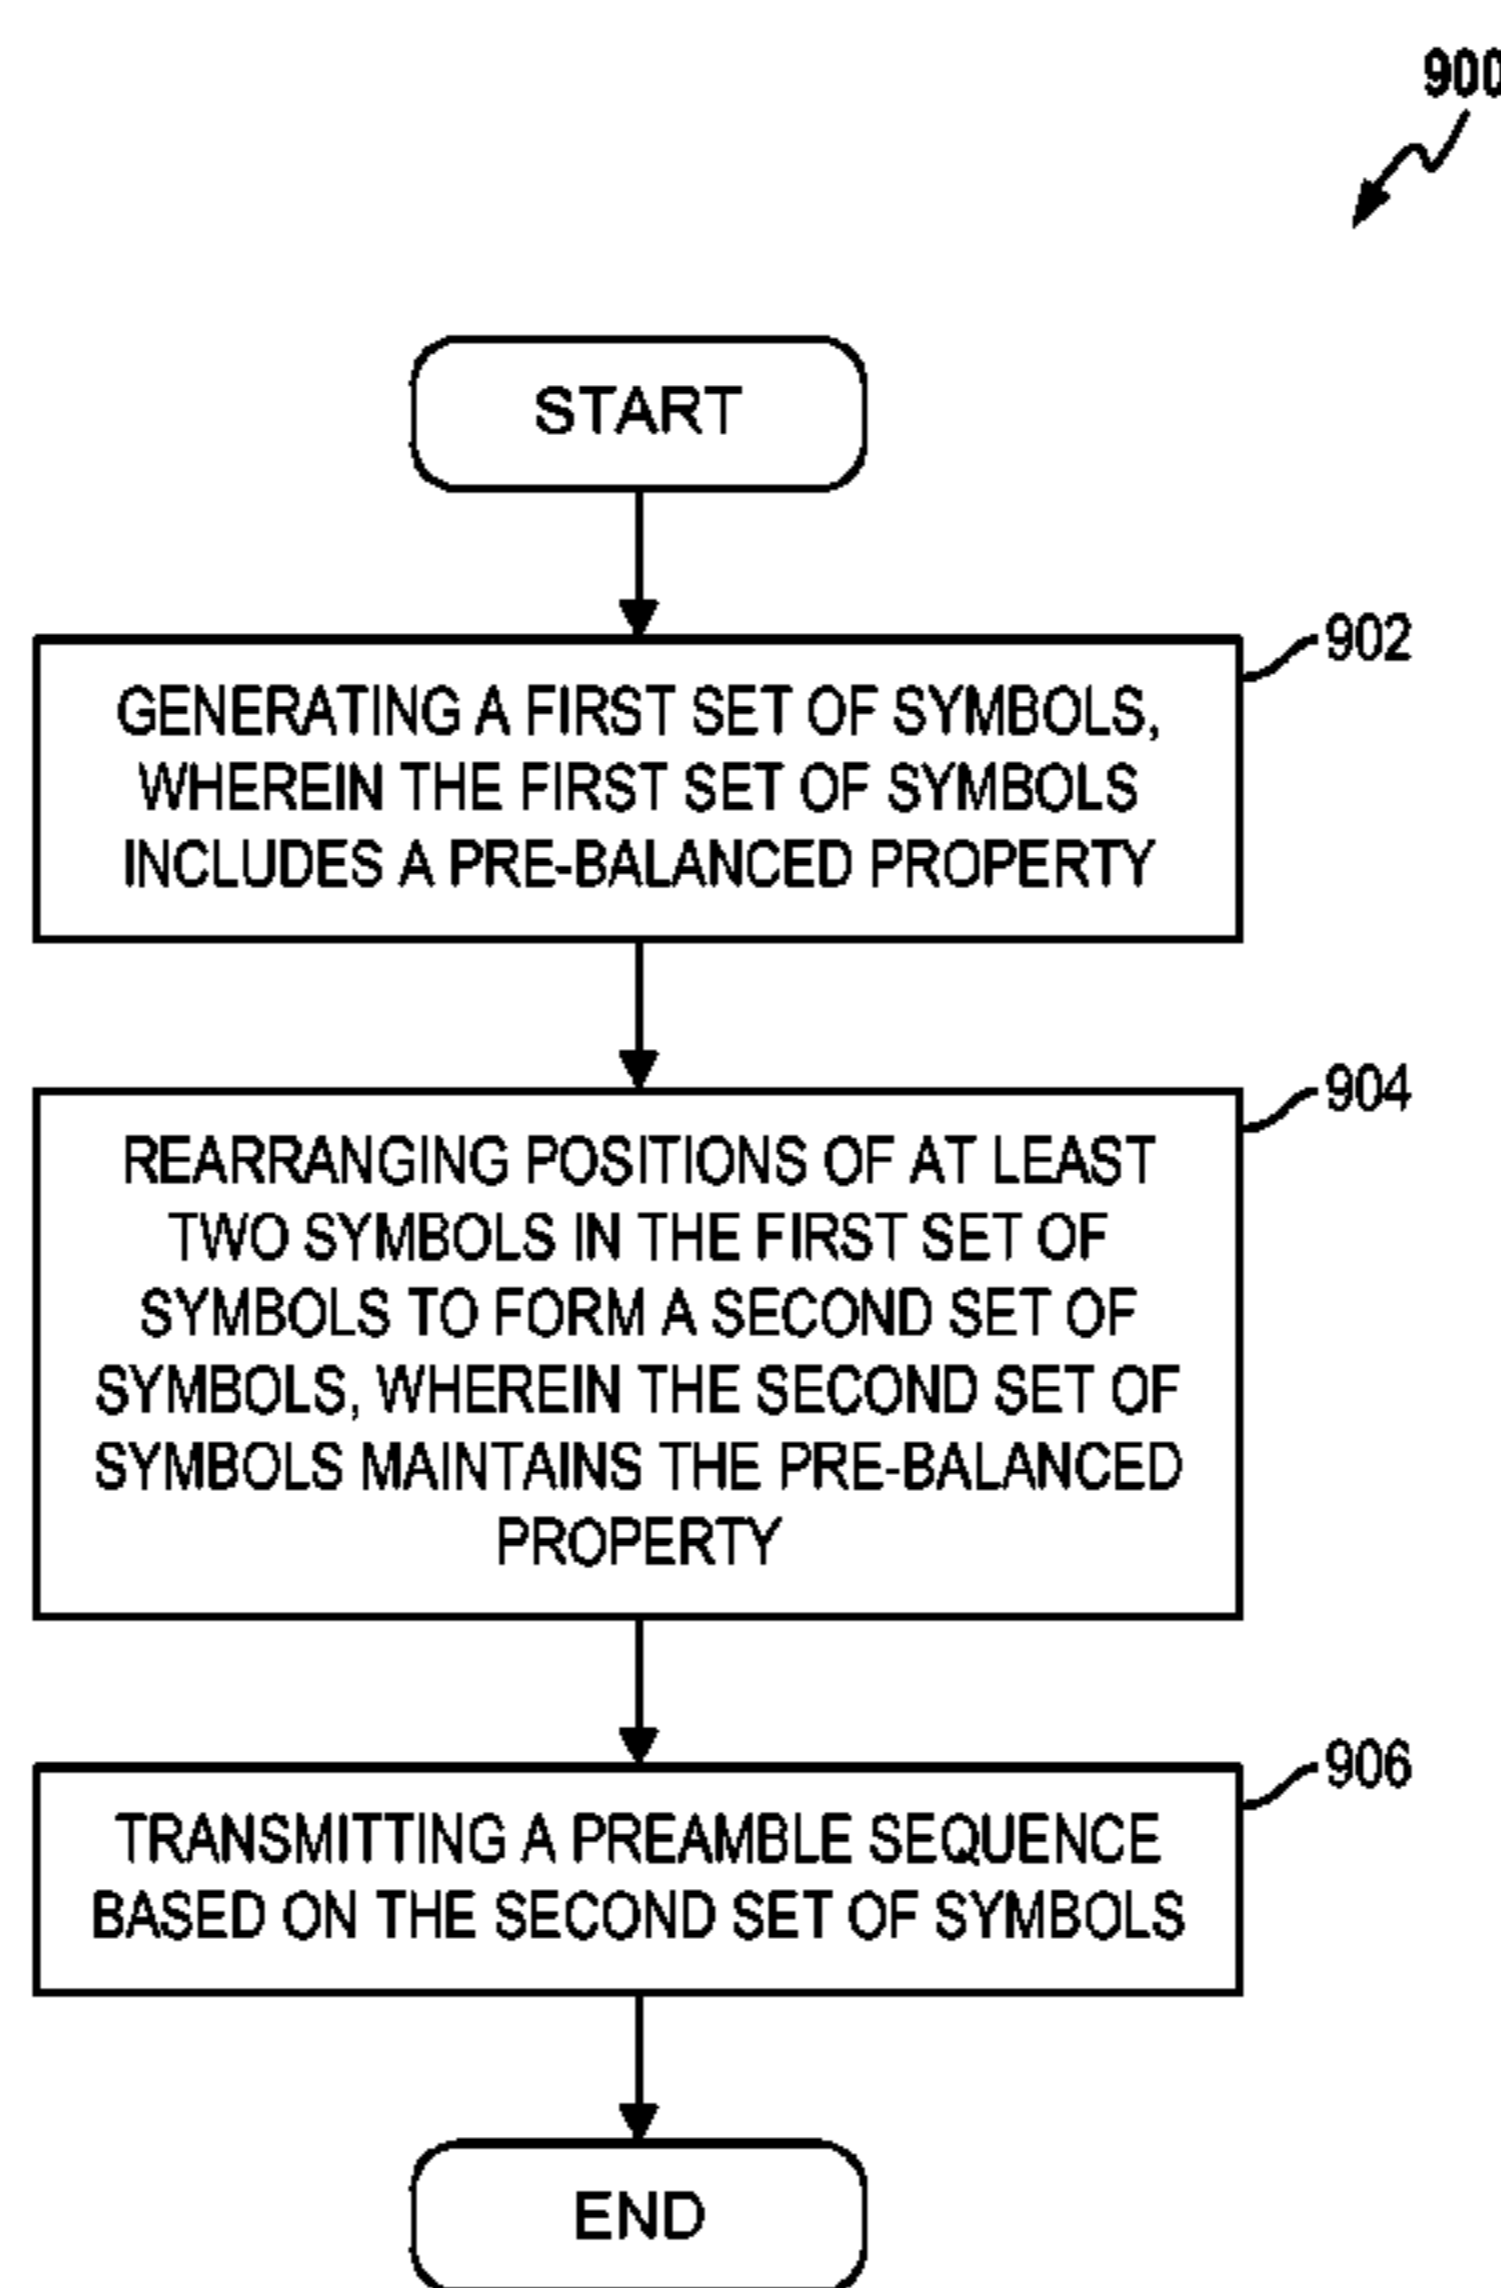 900
START
902
GENERATING A FIRST SET OF SYMBOLS,
WHEREIN THE FIRST SET OF SYMBOLS
INCLUDES A PRE-BALANCED PROPERTY
904
REARRANGING POSITIONS OF AT LEAST
TWO SYMBOLS IN THE FIRST SET OF
SYMBOLS TO FORM A SECOND SET OF
SYMBOLS, WHEREIN THE SECOND SET OF
SYMBOLS MAINTAINS THE PRE-BALANCED
PROPERTY
906
TRANSMITTING A PREAMBLE SEQUENCE
BASED ON THE SECOND SET OF SYMBOLS
END